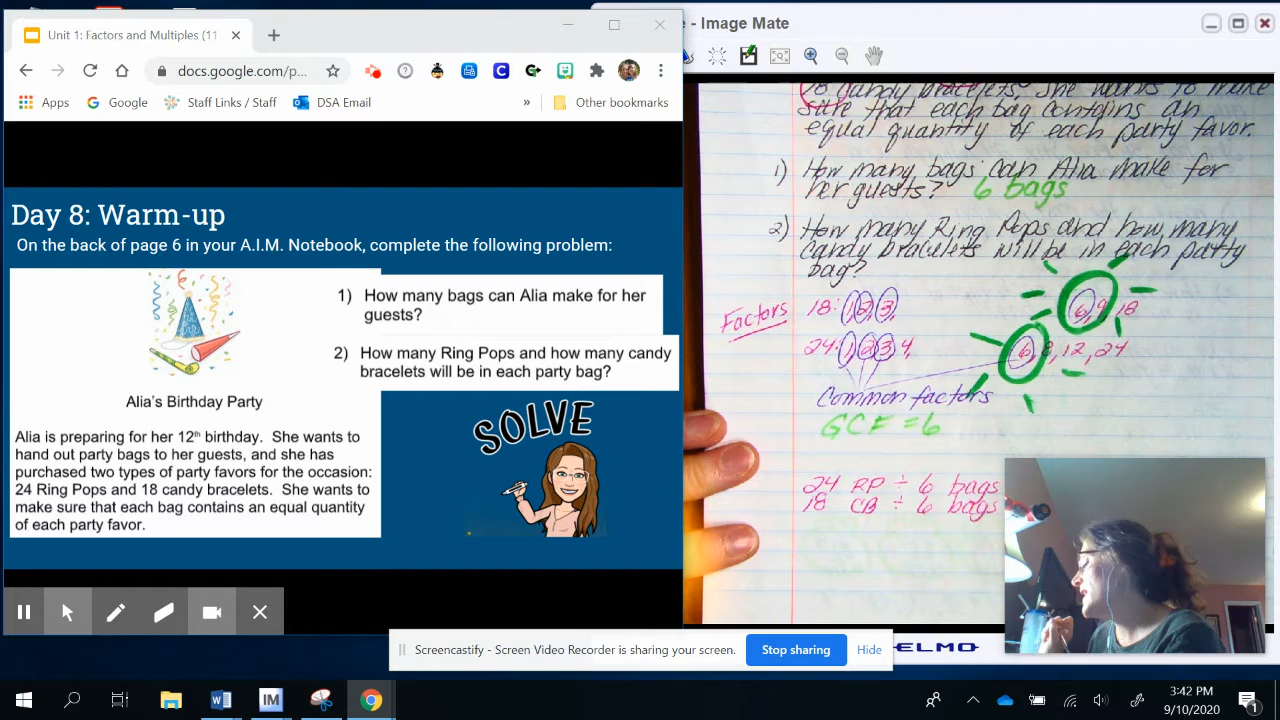 - Image Mate
Unit 1: Factors and Multiples (11
docs.google.com/p...
Apps
Google
Staff Links / Staff
DSA Email
»
Other bookmarks
Day 8: Warm-up
On the back of page 6 in your A.I.M. Notebook, complete the following problem:
1) How many bags can Alia make for her
guests?
2) How many Ring Pops and how many candy
bracelets will be in each party bag?
Alia's Birthday Party
SOLVE
Alia is preparing for her 12th birthday. She wants to
hand out party bags to her guests, and she has
purchased two types of party favors for the occasion:
24 Ring Pops and 18 candy bracelets. She wants to
make sure that each bag contains an equal quantity
of each party favor.
18 candy bracelets. She wants to make
sure that each bag contains an
equal quantity of each party favor.
1) How many bags can Alia make for
her guests? 6 bags
2) How many Ring Pops and how many
candy bracelets will be in each party
bag?
Factors
18: 1, 2, 3, 6, 9, 18
24: 1, 2, 3, 4, 6, 8, 12, 24
Common factors
GCF = 6
24 RP ÷ 6 bags
18 CB ÷ 6 bags
Screencastify - Screen Video Recorder is sharing your screen.
Stop sharing
Hide
ELMO
W
IM
3:42 PM
9/10/2020
1